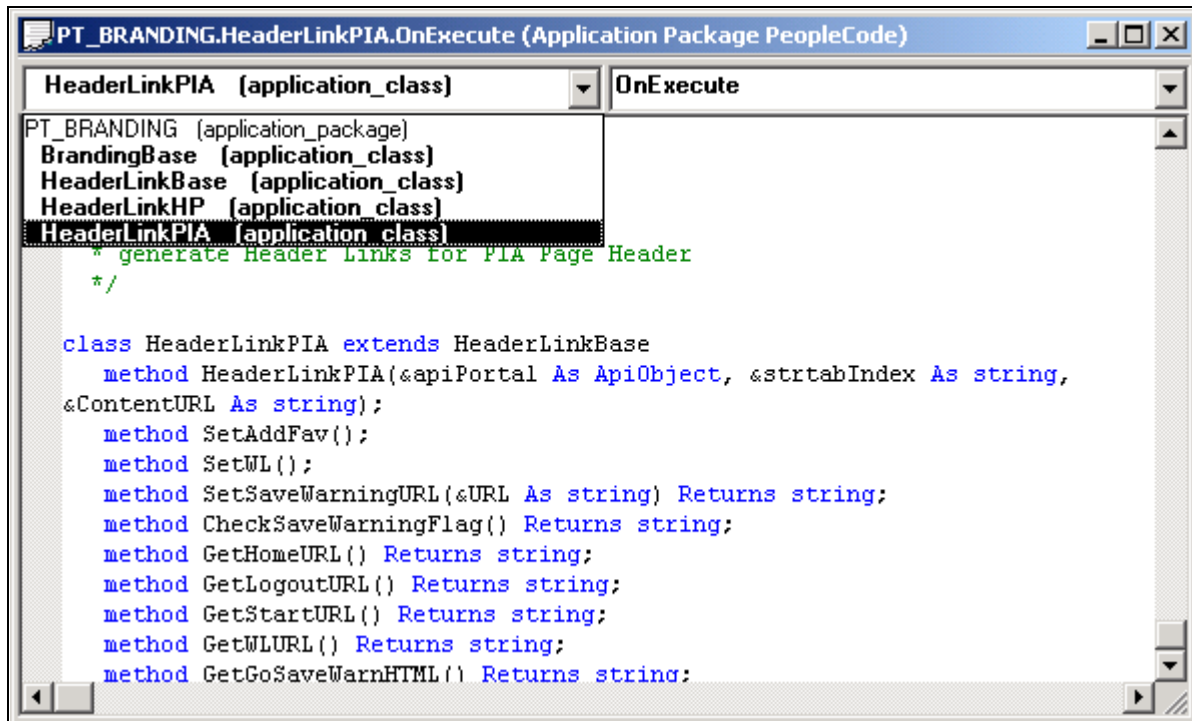 PT_BRANDING.HeaderLinkPIA.OnExecute (Application Package PeopleCode)
HeaderLinkPIA (application_class) OnExecute
PT_BRANDING (application_package)
BrandingBase (application_class)
HeaderLinkBase (application_class)
HeaderLinkHP (application_class)
HeaderLinkPIA (application_class)
* generate Header Links for PIA Page Header
*/
class HeaderLinkPIA extends HeaderLinkBase
method HeaderLinkPIA(&apiPortal As ApiObject, &strtabIndex As string,
&ContentURL As string);
method SetAddFav();
method SetWL();
method SetSaveWarningURL(&URL As string) Returns string;
method CheckSaveWarningFlag() Returns string;
method GetHomeURL() Returns string;
method GetLogoutURL() Returns string;
method GetStartURL() Returns string;
method GetWLURL() Returns string;
method GetGoSaveWarnHTML() Returns string;